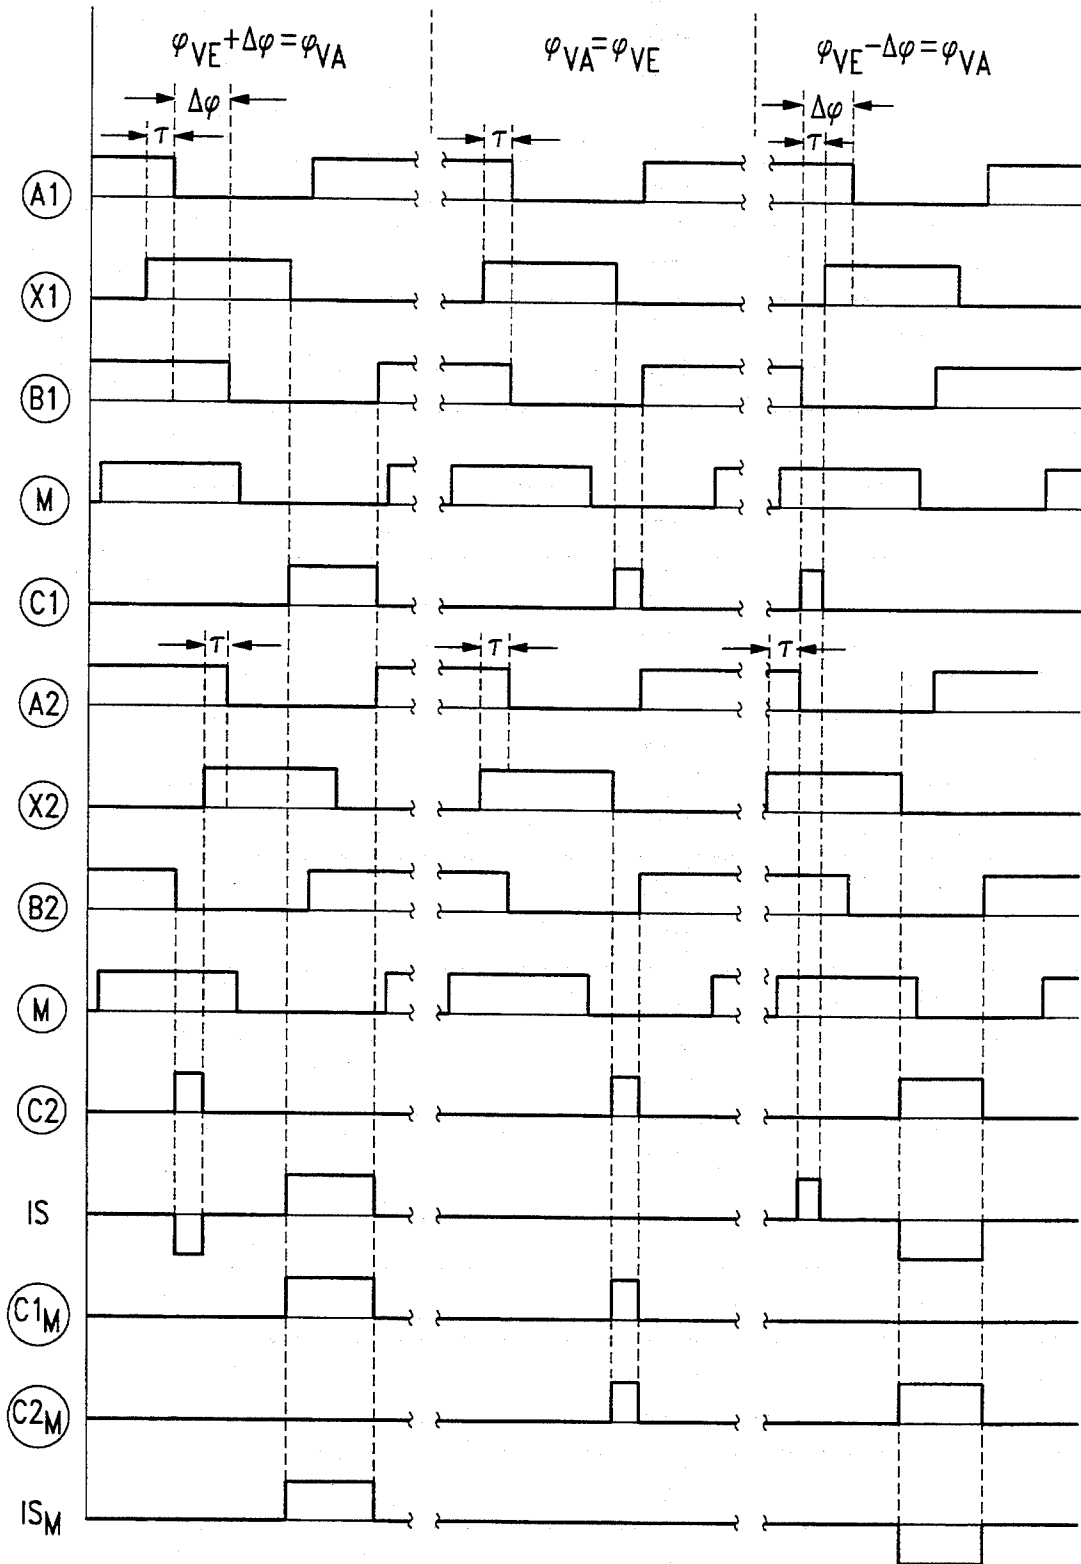 φVE+Δφ=φVA
φVA=φVE
φVE-Δφ=φVA
Δφ
Δφ
τ
τ
τ
A1
X1
B1
M
C1
τ
τ
τ
A2
X2
B2
M
C2
IS
C1M
C2M
ISM